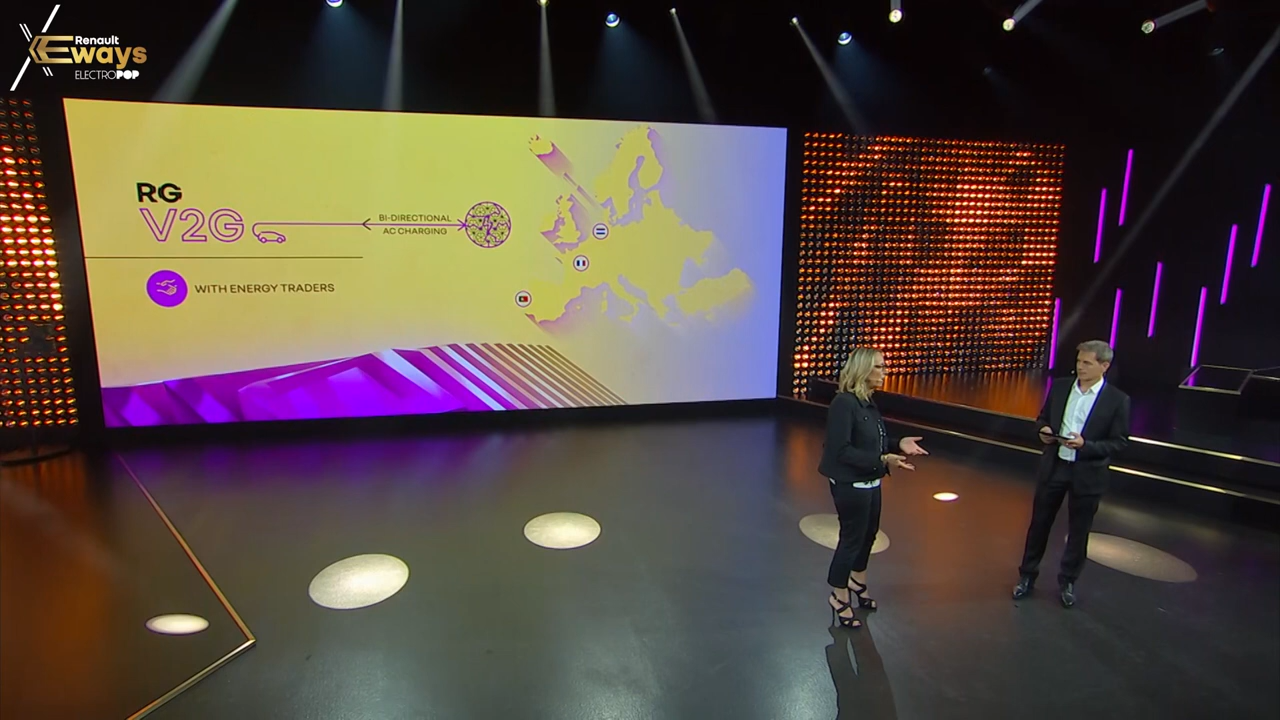 Renault
Eways
ELECTROPOP
RG
V2G
BI-DIRECTIONAL
AC CHARGING
WITH ENERGY TRADERS